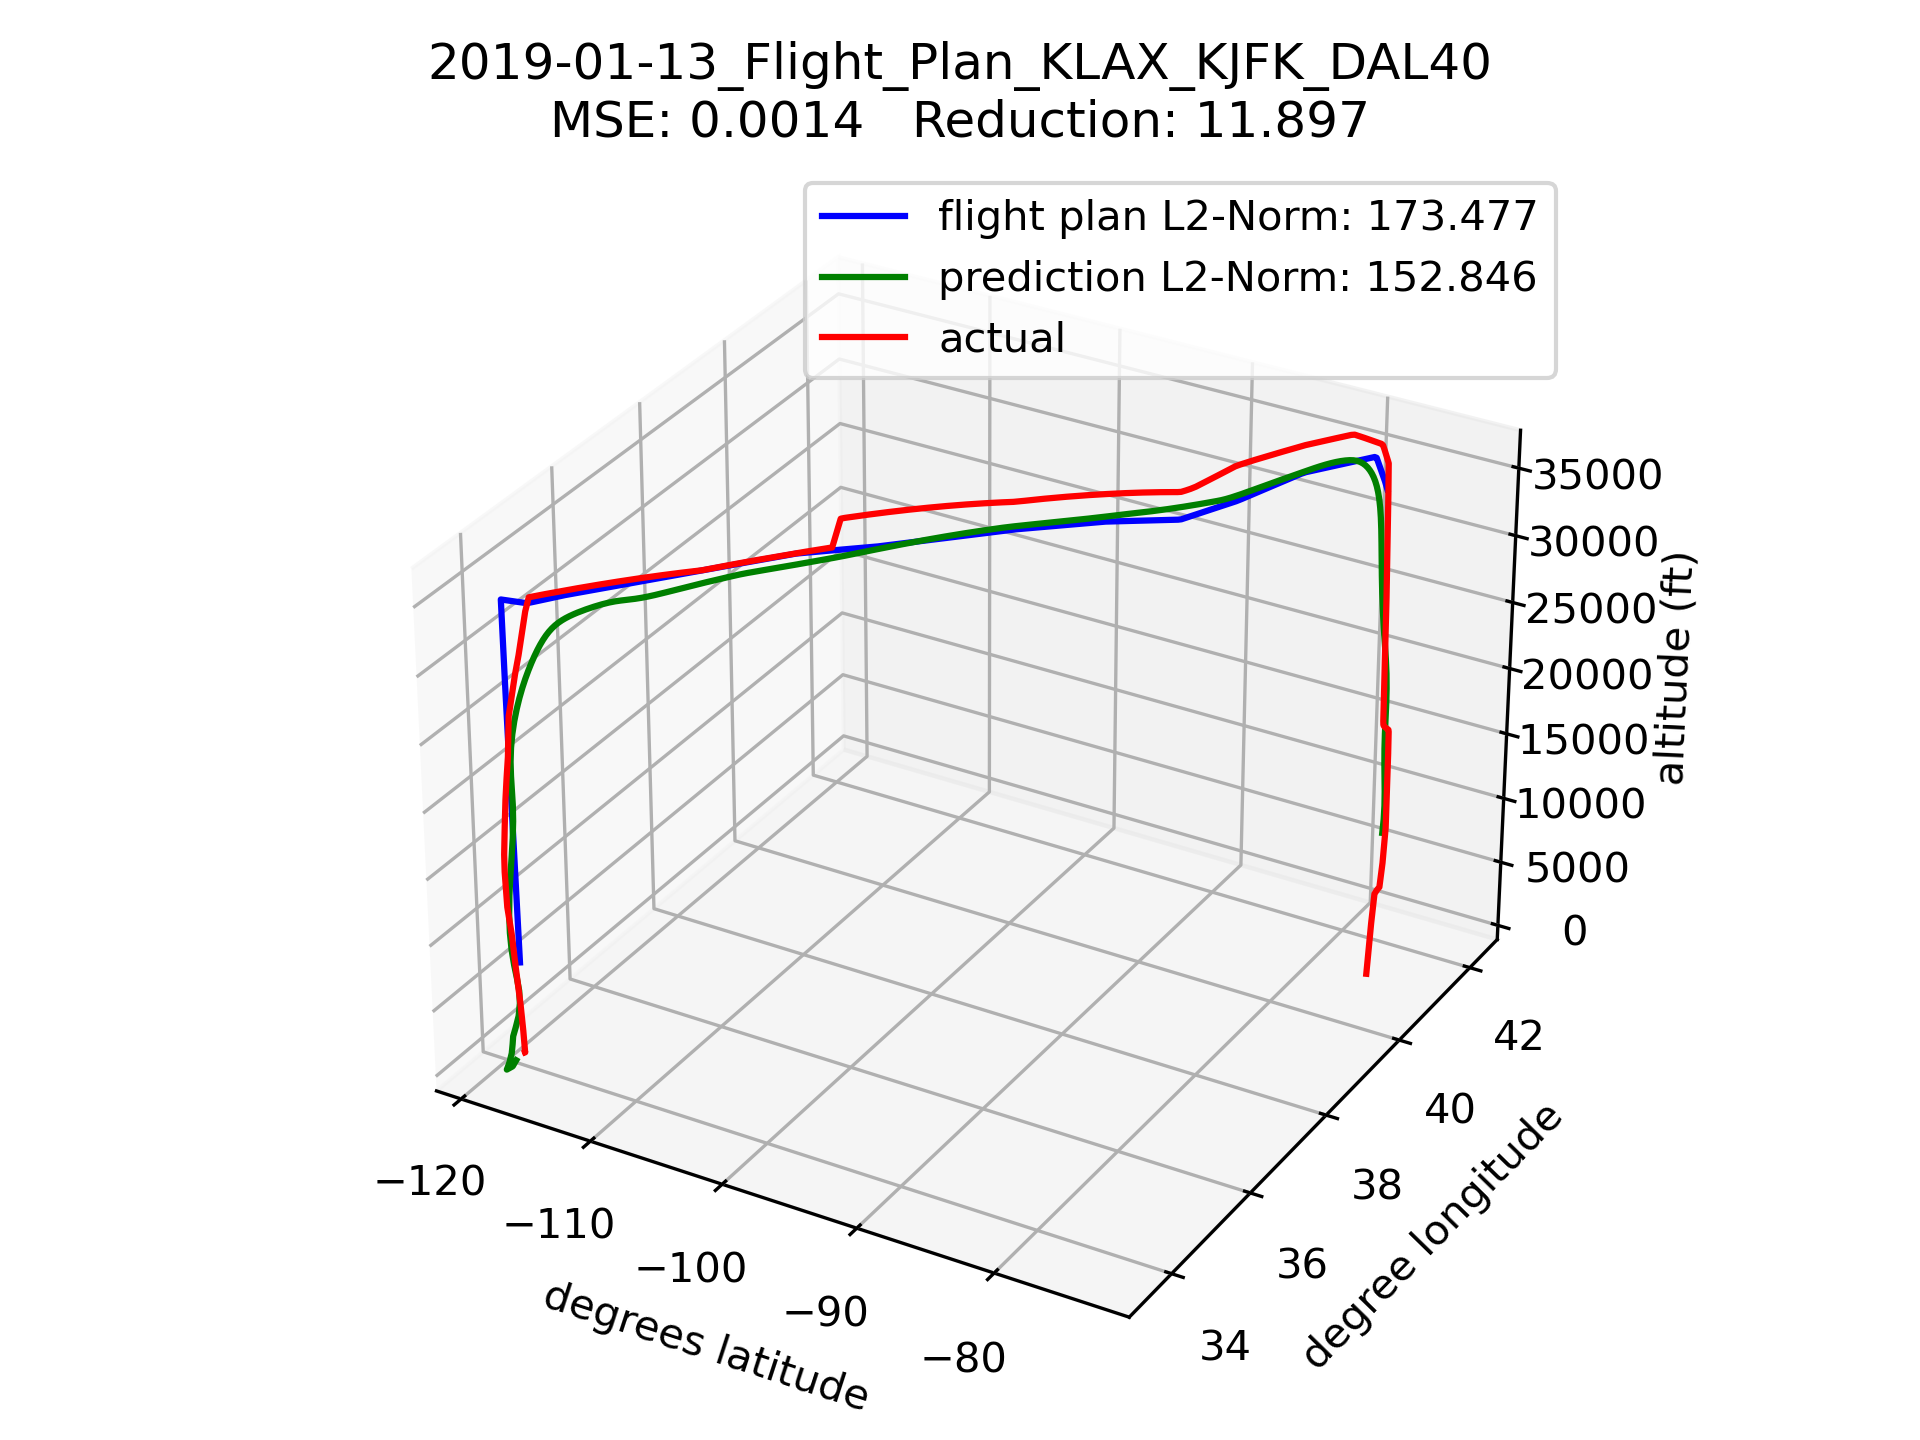 2019-01-13_Flight_Plan_KLAX_KJFK_DAL40
MSE: 0.0014   Reduction: 11.897
flight plan L2-Norm: 173.477
prediction L2-Norm: 152.846
actual
35000
30000
25000
20000
15000
10000
5000
0
altitude (ft)
42
40
38
36
34
degree longitude
−120
−110
−100
−90
−80
degrees latitude